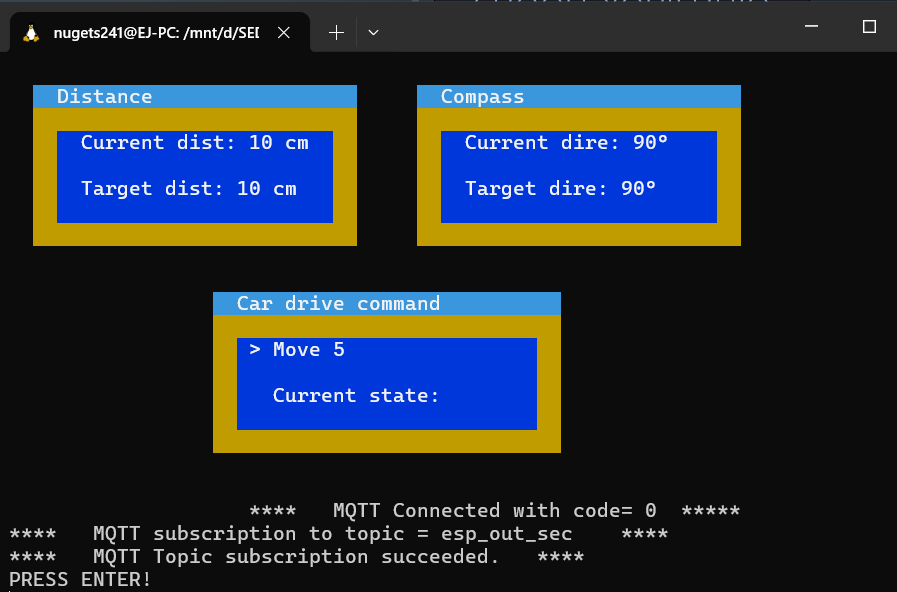 nugets241@EJ-PC: /mnt/d/SEI
Distance
Current dist: 10 cm
Target dist: 10 cm
Compass
Current dire: 90°
Target dire: 90°
Car drive command
> Move 5
Current state:
**** MQTT Connected with code= 0 *****
**** MQTT subscription to topic = esp_out_sec ****
**** MQTT Topic subscription succeeded. ****
PRESS ENTER!